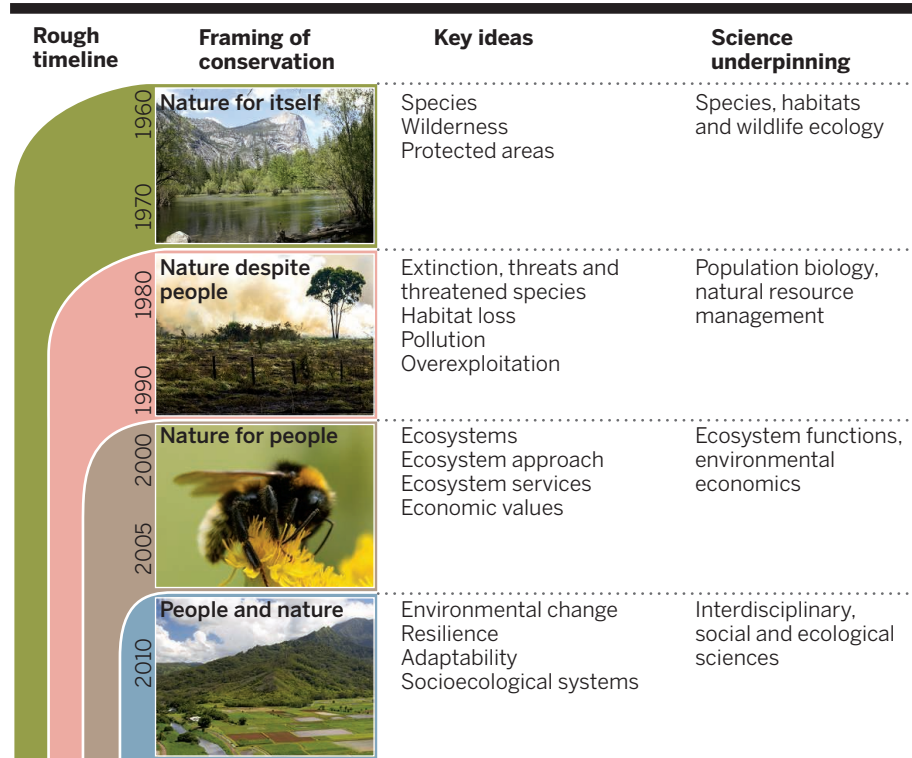 Rough
timeline
Framing of
conservation
Key ideas
Science
underpinning
1960
1970
Nature for itself
Species
Wilderness
Protected areas
Species, habitats
and wildlife ecology
1980
1990
Nature despite
people
Extinction, threats and
threatened species
Habitat loss
Pollution
Overexploitation
Population biology,
natural resource
management
2000
2005
Nature for people
Ecosystems
Ecosystem approach
Ecosystem services
Economic values
Ecosystem functions,
environmental
economics
2010
People and nature
Environmental change
Resilience
Adaptability
Socioecological systems
Interdisciplinary,
social and ecological
sciences